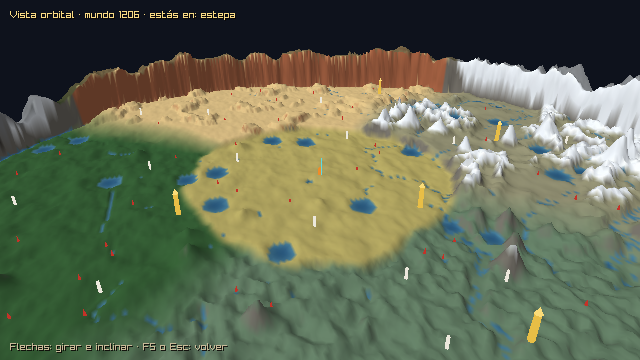 Vista orbital · mundo 1206 · estás en: estepa
Flechas: girar e inclinar · F5 o Esc: volver